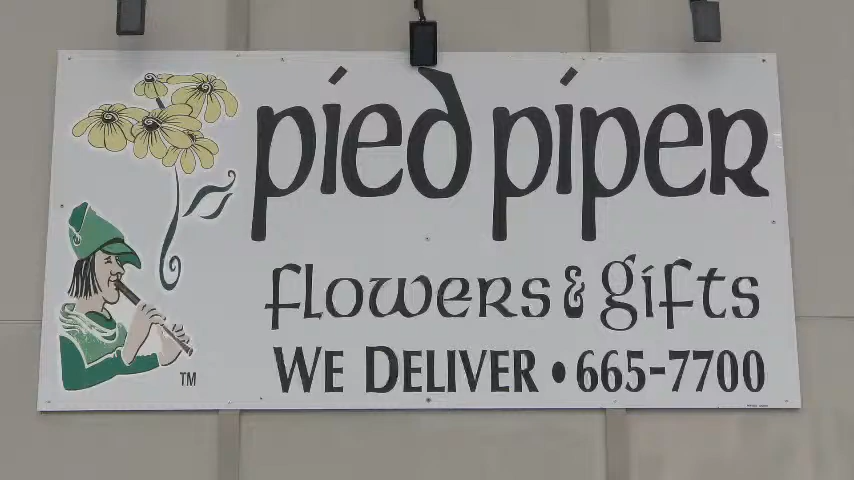 pied piper
flowers & gifts
WE DELIVER • 665-7700
TM